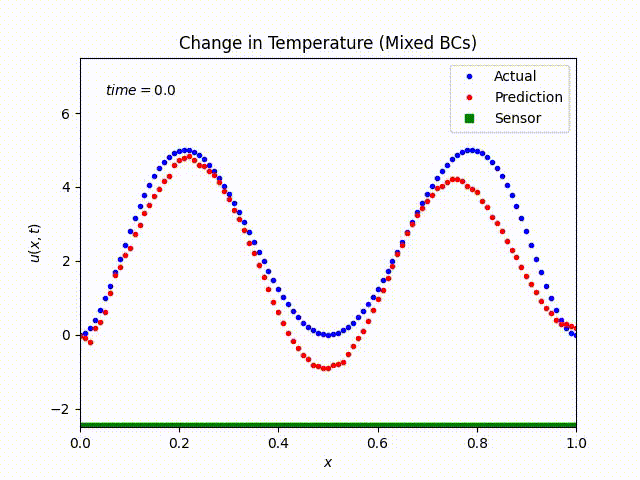 Change in Temperature (Mixed BCs)
time = 0.0
Actual
Prediction
Sensor
6
4
2
0
−2
u(x, t)
0.0 0.2 0.4 0.6 0.8 1.0
x